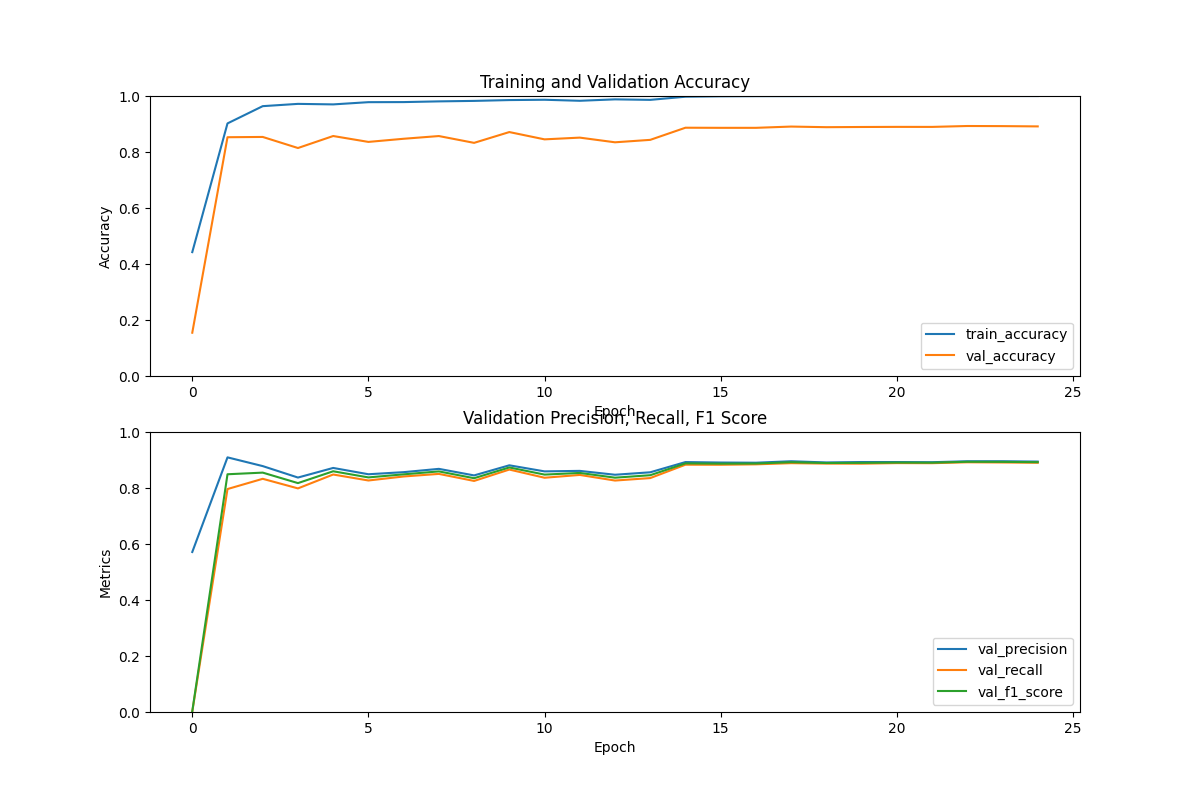 Training and Validation Accuracy
1.0
0.8
0.6
0.4
0.2
0.0
Accuracy
train_accuracy
val_accuracy
0 5 10 15 20 25
Epoch
Validation Precision, Recall, F1 Score
1.0
0.8
0.6
0.4
0.2
0.0
Metrics
val_precision
val_recall
val_f1_score
0 5 10 15 20 25
Epoch